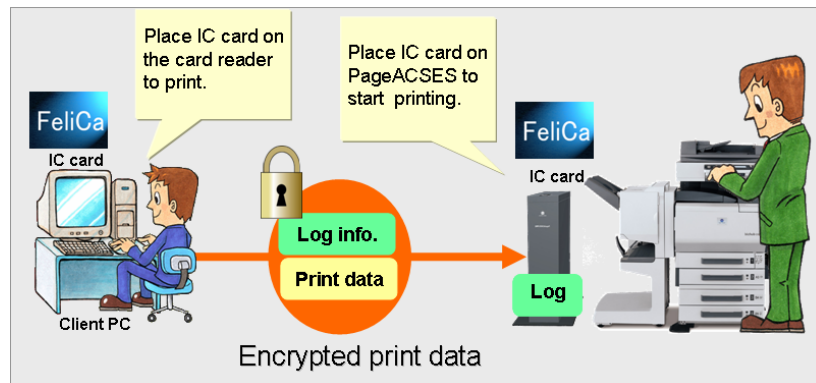 Place IC card on
the card reader
to print.
Place IC card on
PageACSES to
start printing.
FeliCa
IC card
FeliCa
IC card
Log info.
Print data
Log
Client PC
Encrypted print data